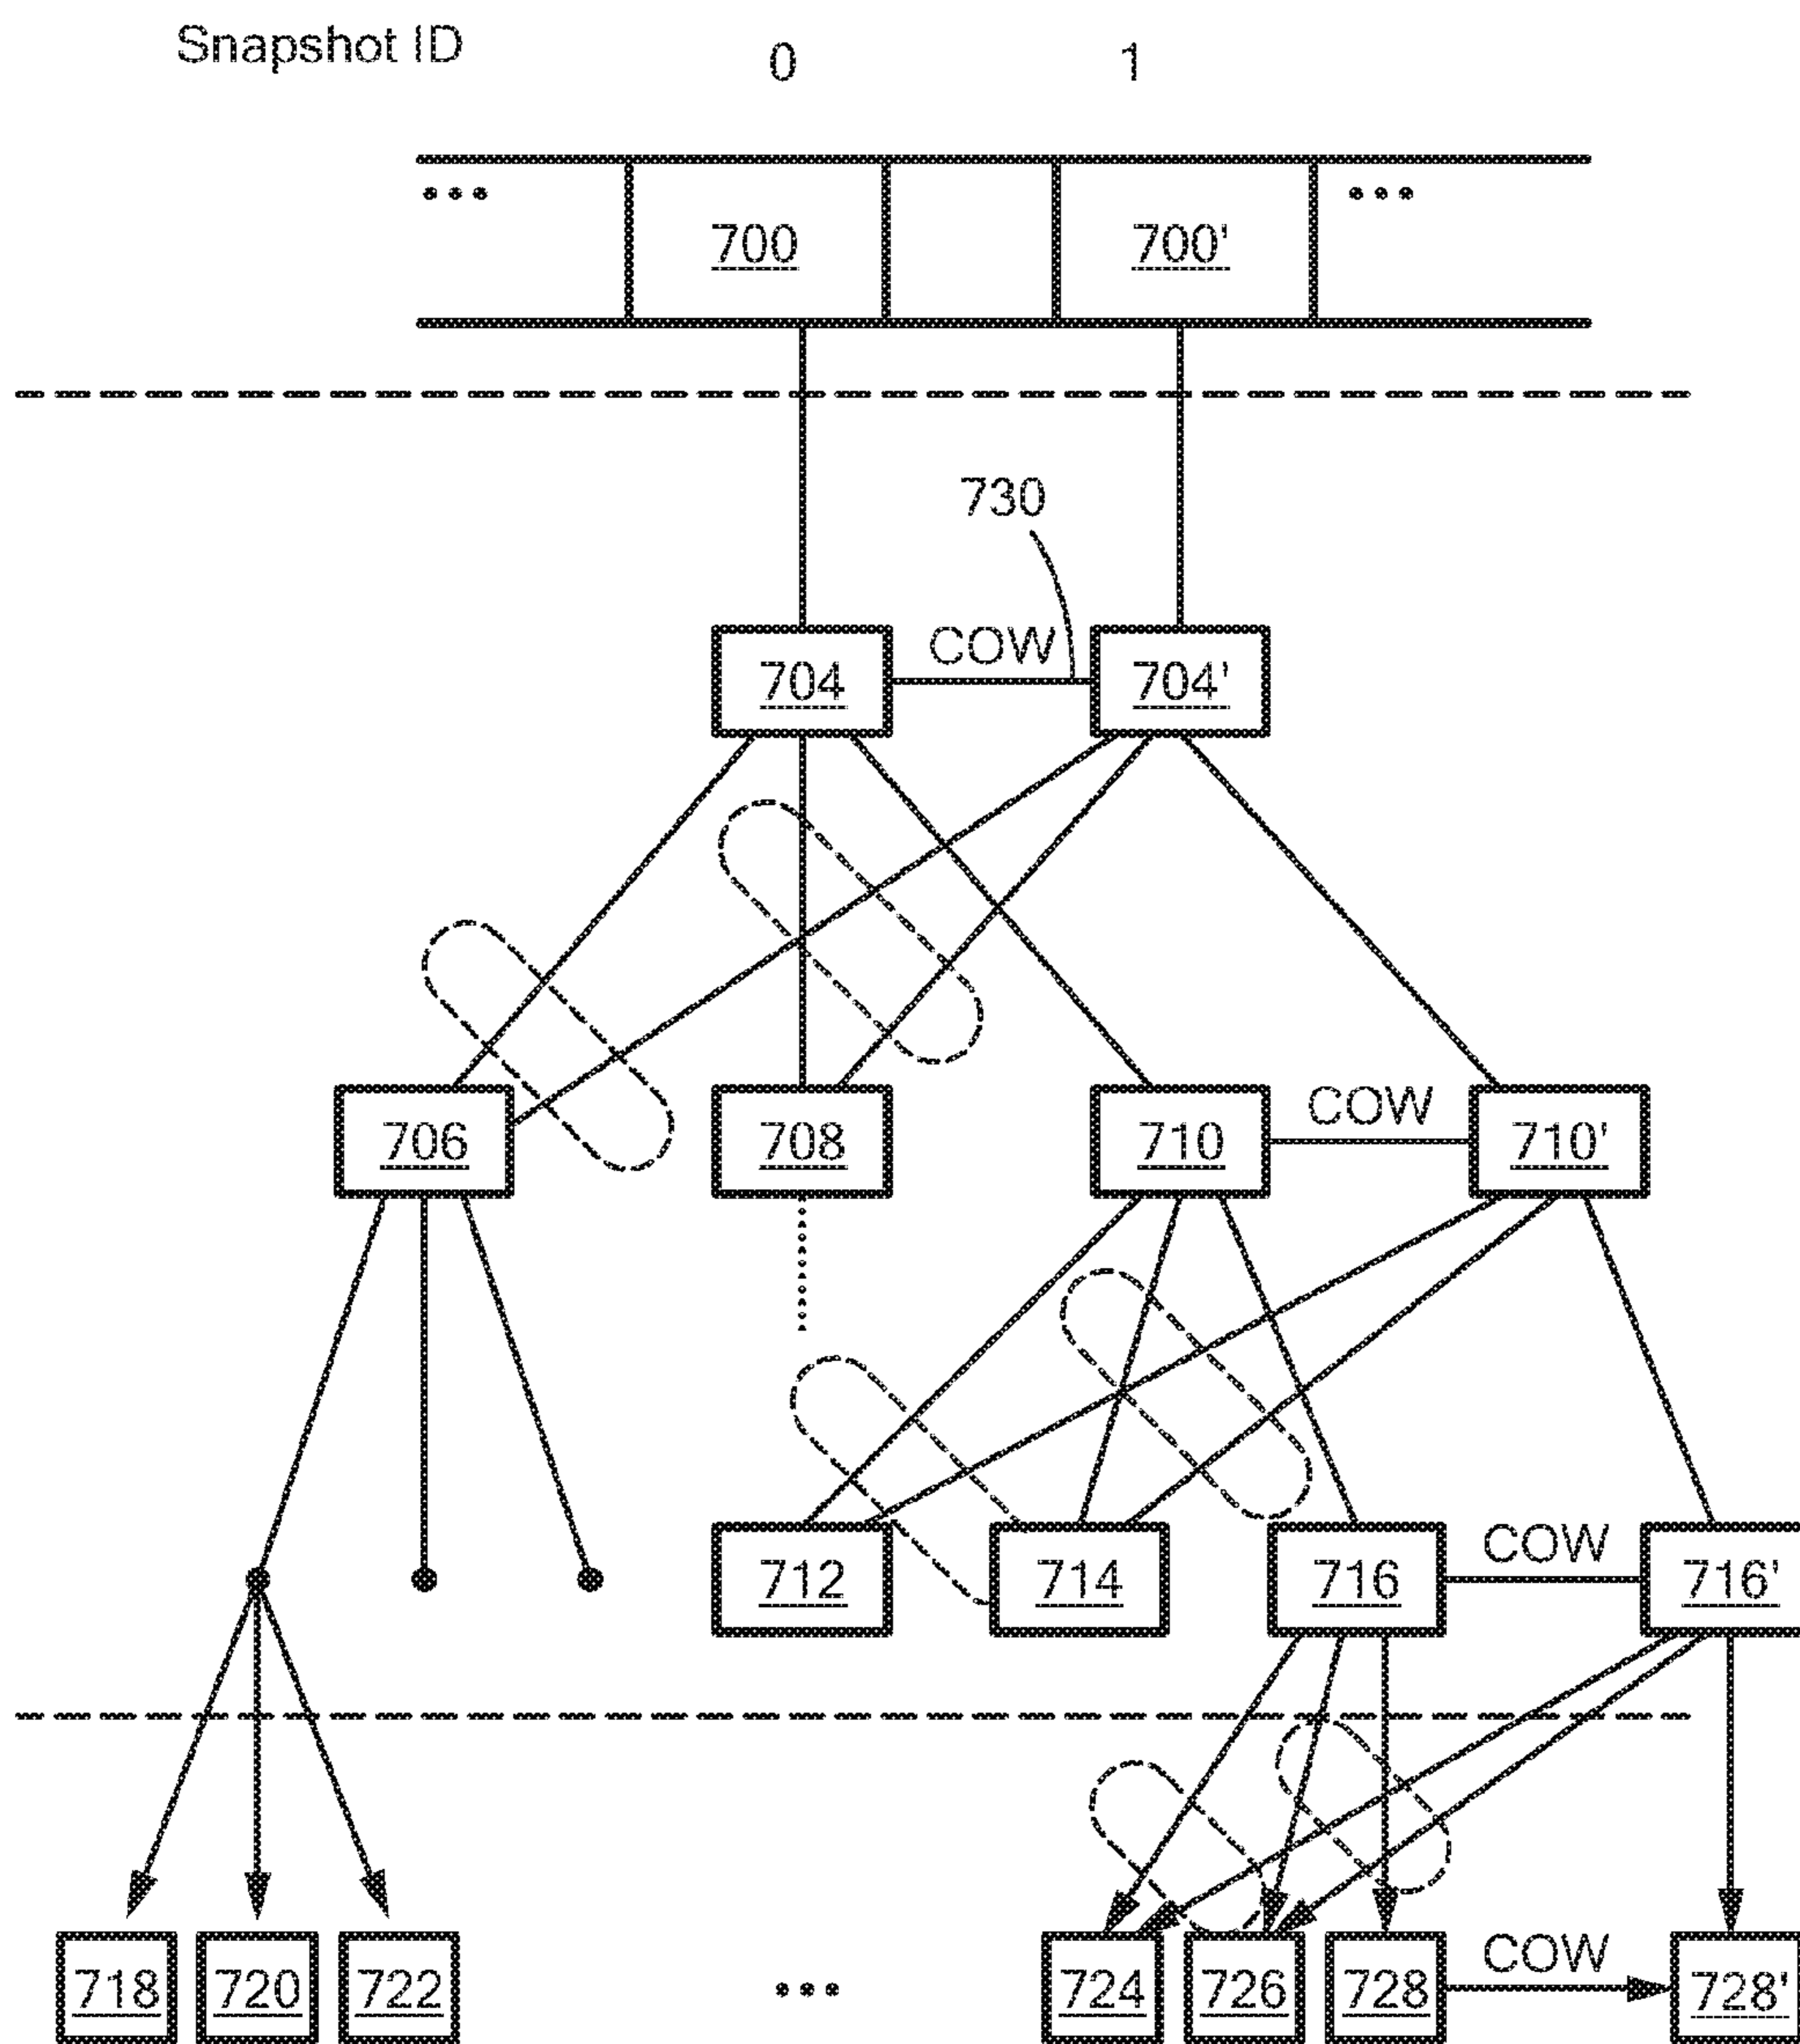 Snapshot ID 0 1
••• 700 700' •••
730
704 COW 704'
706 708 710 COW 710'
712 714 716 COW 716'
718 720 722 ••• 724 726 728 COW 728'